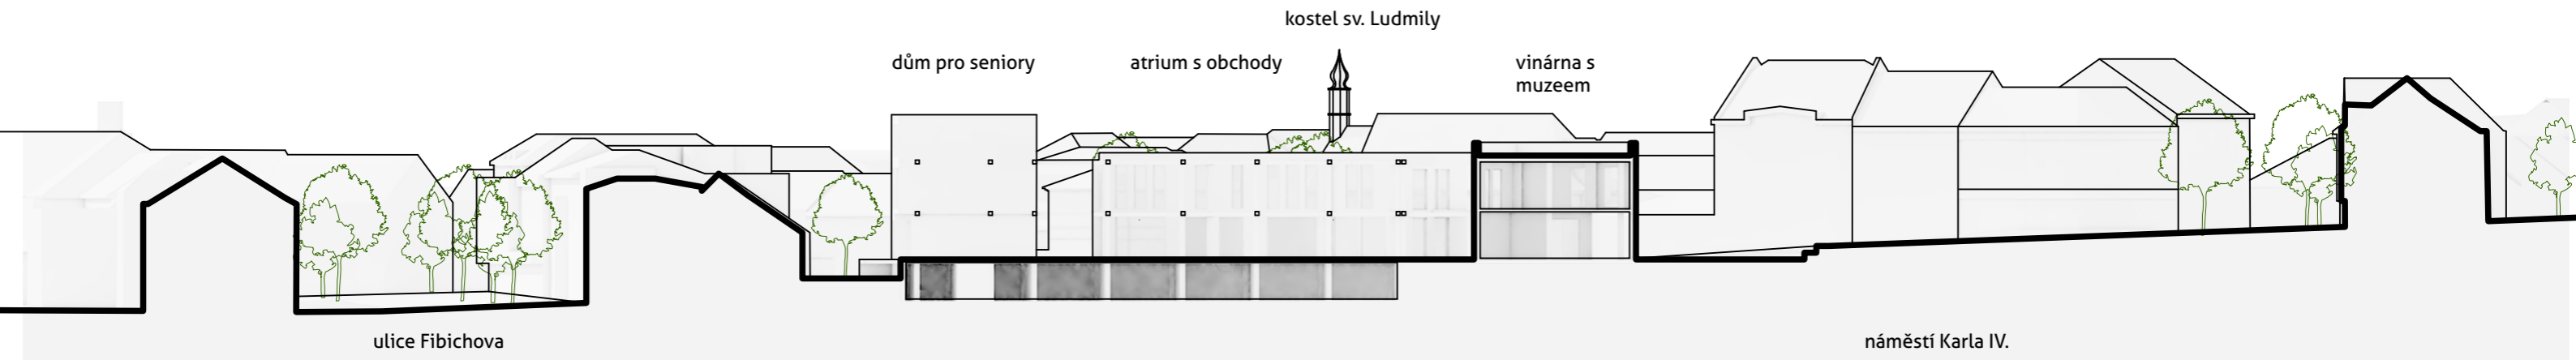 kostel sv. Ludmily
dům pro seniory
atrium s obchody
vinárna s
muzeem
ulice Fibichova
náměstí Karla IV.